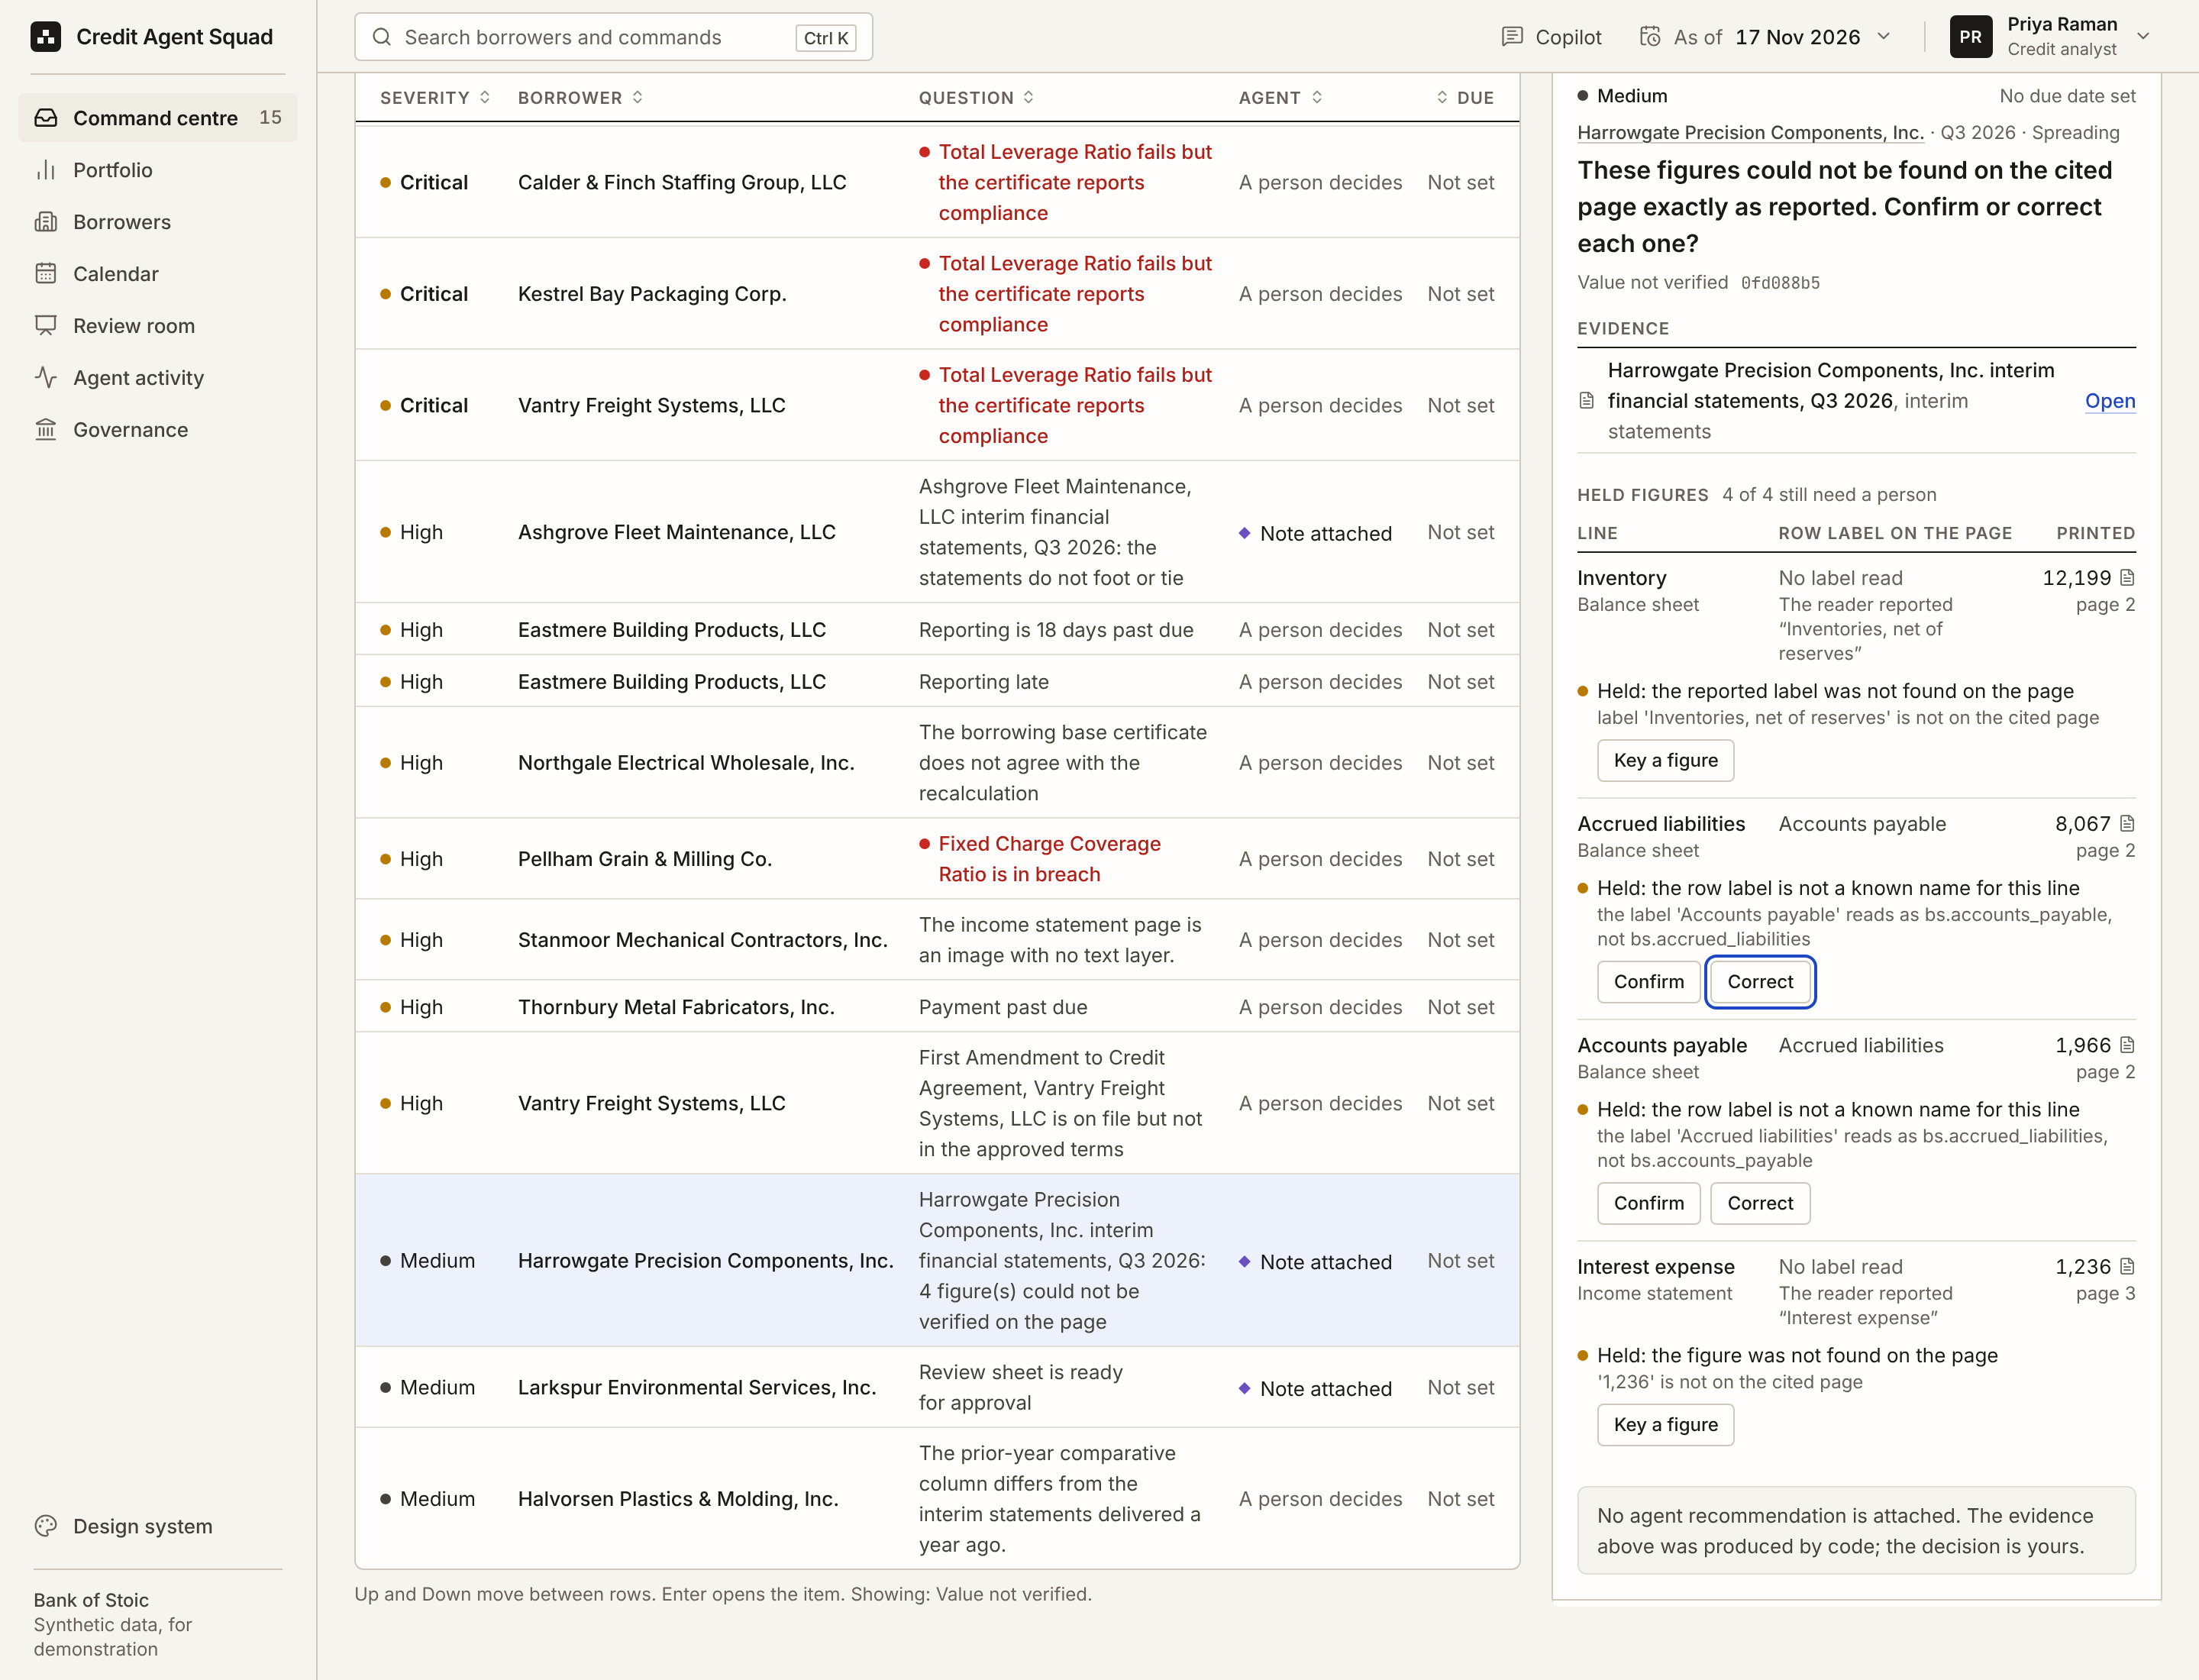 Credit Agent Squad
Search borrowers and commands
Ctrl K
Copilot
As of 17 Nov 2026
PR
Priya Raman
Credit analyst
Command centre 15
Portfolio
Borrowers
Calendar
Review room
Agent activity
Governance
Design system
Bank of Stoic
Synthetic data, for
demonstration
SEVERITY BORROWER QUESTION AGENT DUE
Critical Calder & Finch Staffing Group, LLC
Total Leverage Ratio fails but
the certificate reports
compliance
A person decides Not set
Critical Kestrel Bay Packaging Corp.
Total Leverage Ratio fails but
the certificate reports
compliance
A person decides Not set
Critical Vantry Freight Systems, LLC
Total Leverage Ratio fails but
the certificate reports
compliance
A person decides Not set
High Ashgrove Fleet Maintenance, LLC
Ashgrove Fleet Maintenance,
LLC interim financial
statements, Q3 2026: the
statements do not foot or tie
Note attached Not set
High Eastmere Building Products, LLC Reporting is 18 days past due A person decides Not set
High Eastmere Building Products, LLC Reporting late A person decides Not set
High Northgale Electrical Wholesale, Inc.
The borrowing base certificate
does not agree with the
recalculation
A person decides Not set
High Pellham Grain & Milling Co.
Fixed Charge Coverage
Ratio is in breach
A person decides Not set
High Stanmoor Mechanical Contractors, Inc.
The income statement page is
an image with no text layer.
A person decides Not set
High Thornbury Metal Fabricators, Inc. Payment past due A person decides Not set
High Vantry Freight Systems, LLC
First Amendment to Credit
Agreement, Vantry Freight
Systems, LLC is on file but not
in the approved terms
A person decides Not set
Medium Harrowgate Precision Components, Inc.
Harrowgate Precision
Components, Inc. interim
financial statements, Q3 2026:
4 figure(s) could not be
verified on the page
Note attached Not set
Medium Larkspur Environmental Services, Inc.
Review sheet is ready
for approval
Note attached Not set
Medium Halvorsen Plastics & Molding, Inc.
The prior-year comparative
column differs from the
interim statements delivered a
year ago.
A person decides Not set
Up and Down move between rows. Enter opens the item. Showing: Value not verified.
Medium No due date set
Harrowgate Precision Components, Inc. · Q3 2026 · Spreading
These figures could not be found on the cited
page exactly as reported. Confirm or correct
each one?
Value not verified 0fd088b5
EVIDENCE
Harrowgate Precision Components, Inc. interim
financial statements, Q3 2026, interim
statements
Open
HELD FIGURES 4 of 4 still need a person
LINE ROW LABEL ON THE PAGE PRINTED
Inventory No label read 12,199
Balance sheet The reader reported page 2
“Inventories, net of
reserves”
Held: the reported label was not found on the page
label 'Inventories, net of reserves' is not on the cited page
Key a figure
Accrued liabilities Accounts payable 8,067
Balance sheet page 2
Held: the row label is not a known name for this line
the label 'Accounts payable' reads as bs.accounts_payable,
not bs.accrued_liabilities
Confirm Correct
Accounts payable Accrued liabilities 1,966
Balance sheet page 2
Held: the row label is not a known name for this line
the label 'Accrued liabilities' reads as bs.accrued_liabilities,
not bs.accounts_payable
Confirm Correct
Interest expense No label read 1,236
Income statement The reader reported page 3
“Interest expense”
Held: the figure was not found on the page
'1,236' is not on the cited page
Key a figure
No agent recommendation is attached. The evidence
above was produced by code; the decision is yours.